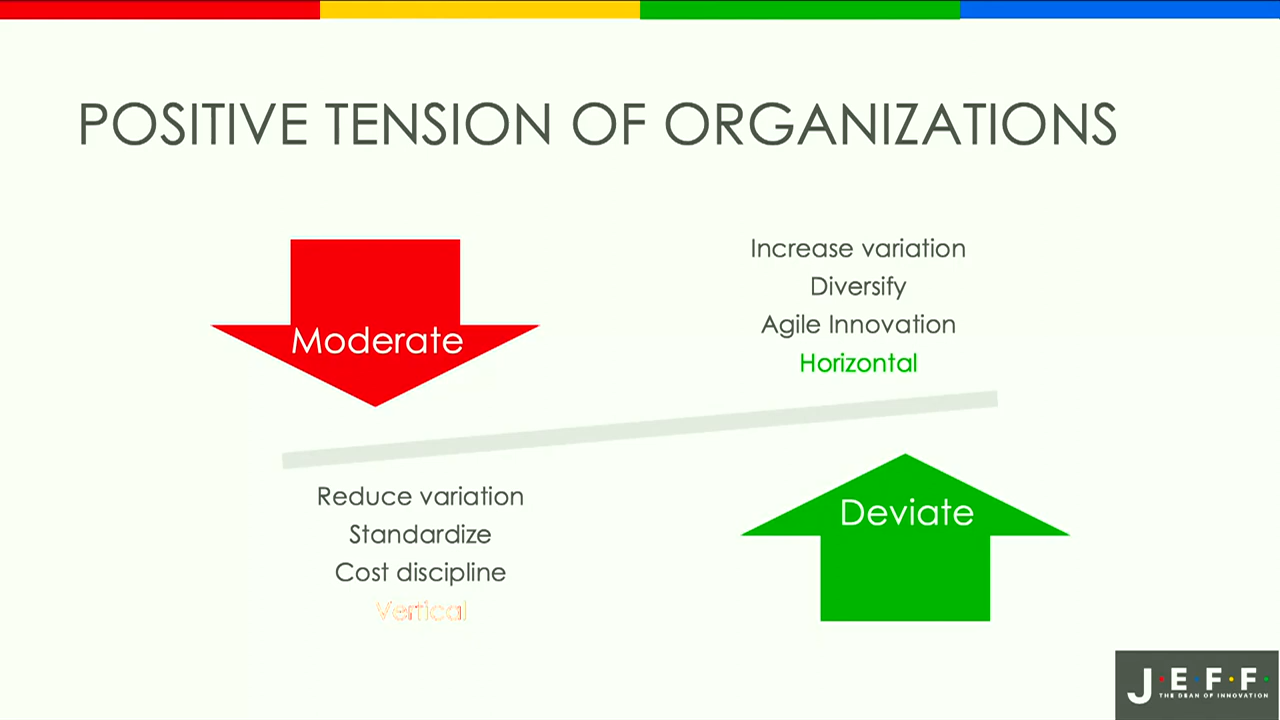 POSITIVE TENSION OF ORGANIZATIONS
Moderate
Reduce variation
Standardize
Cost discipline
Vertical
Increase variation
Diversify
Agile Innovation
Horizontal
Deviate
J.E.F.F.
THE DEAN OF INNOVATION